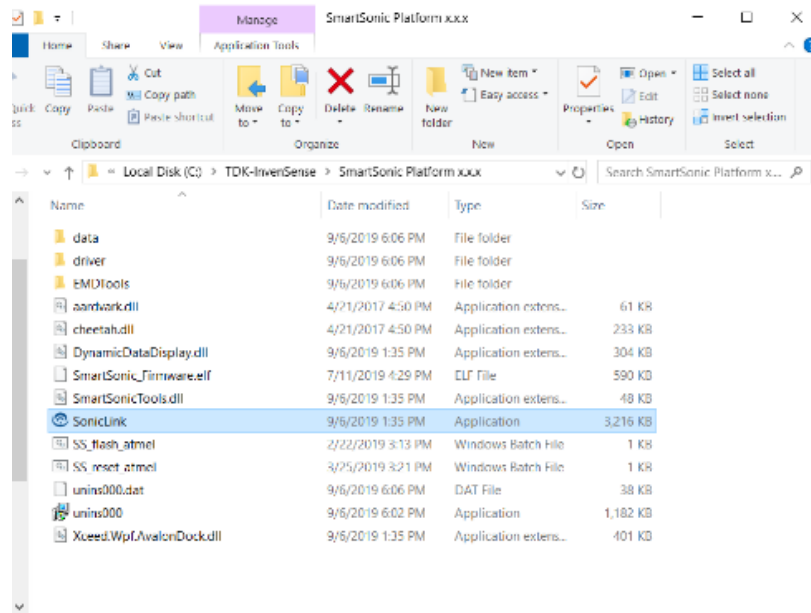 Manage
SmartSonic Platform x.x.x
Home Share View Application Tools
Copy
Paste
Cut
Copy path
Paste shortcut
Move to
Copy to
Delete
Rename
New folder
New item
Easy access
Properties
Open
Edit
History
Select all
Select none
Invert selection
Clipboard Organize New Open Select
Local Disk (C:) > TDK-InvenSense > SmartSonic Platform x.x.x
Search SmartSonic Platform x...
Name Date modified Type Size
data 9/6/2019 6:06 PM File folder
driver 9/6/2019 6:06 PM File folder
EMDTools 9/6/2019 6:06 PM File folder
aardvark.dll 4/21/2017 4:50 PM Application extens... 61 KB
cheetah.dll 4/21/2017 4:50 PM Application extens... 233 KB
DynamicDataDisplay.dll 9/6/2019 1:35 PM Application extens... 304 KB
SmartSonic_Firmware.elf 7/11/2019 4:29 PM ELF File 590 KB
SmartSonicTools.dll 9/6/2019 1:35 PM Application extens... 48 KB
SonicLink 9/6/2019 1:35 PM Application 3,216 KB
SS_flash_atmel 2/22/2019 3:13 PM Windows Batch File 1 KB
SS_reset_atmel 3/25/2019 3:21 PM Windows Batch File 1 KB
unins000.dat 9/6/2019 6:06 PM DAT File 38 KB
unins000 9/6/2019 6:02 PM Application 1,182 KB
Xceed.Wpf.AvalonDock.dll 9/6/2019 1:35 PM Application extens... 401 KB